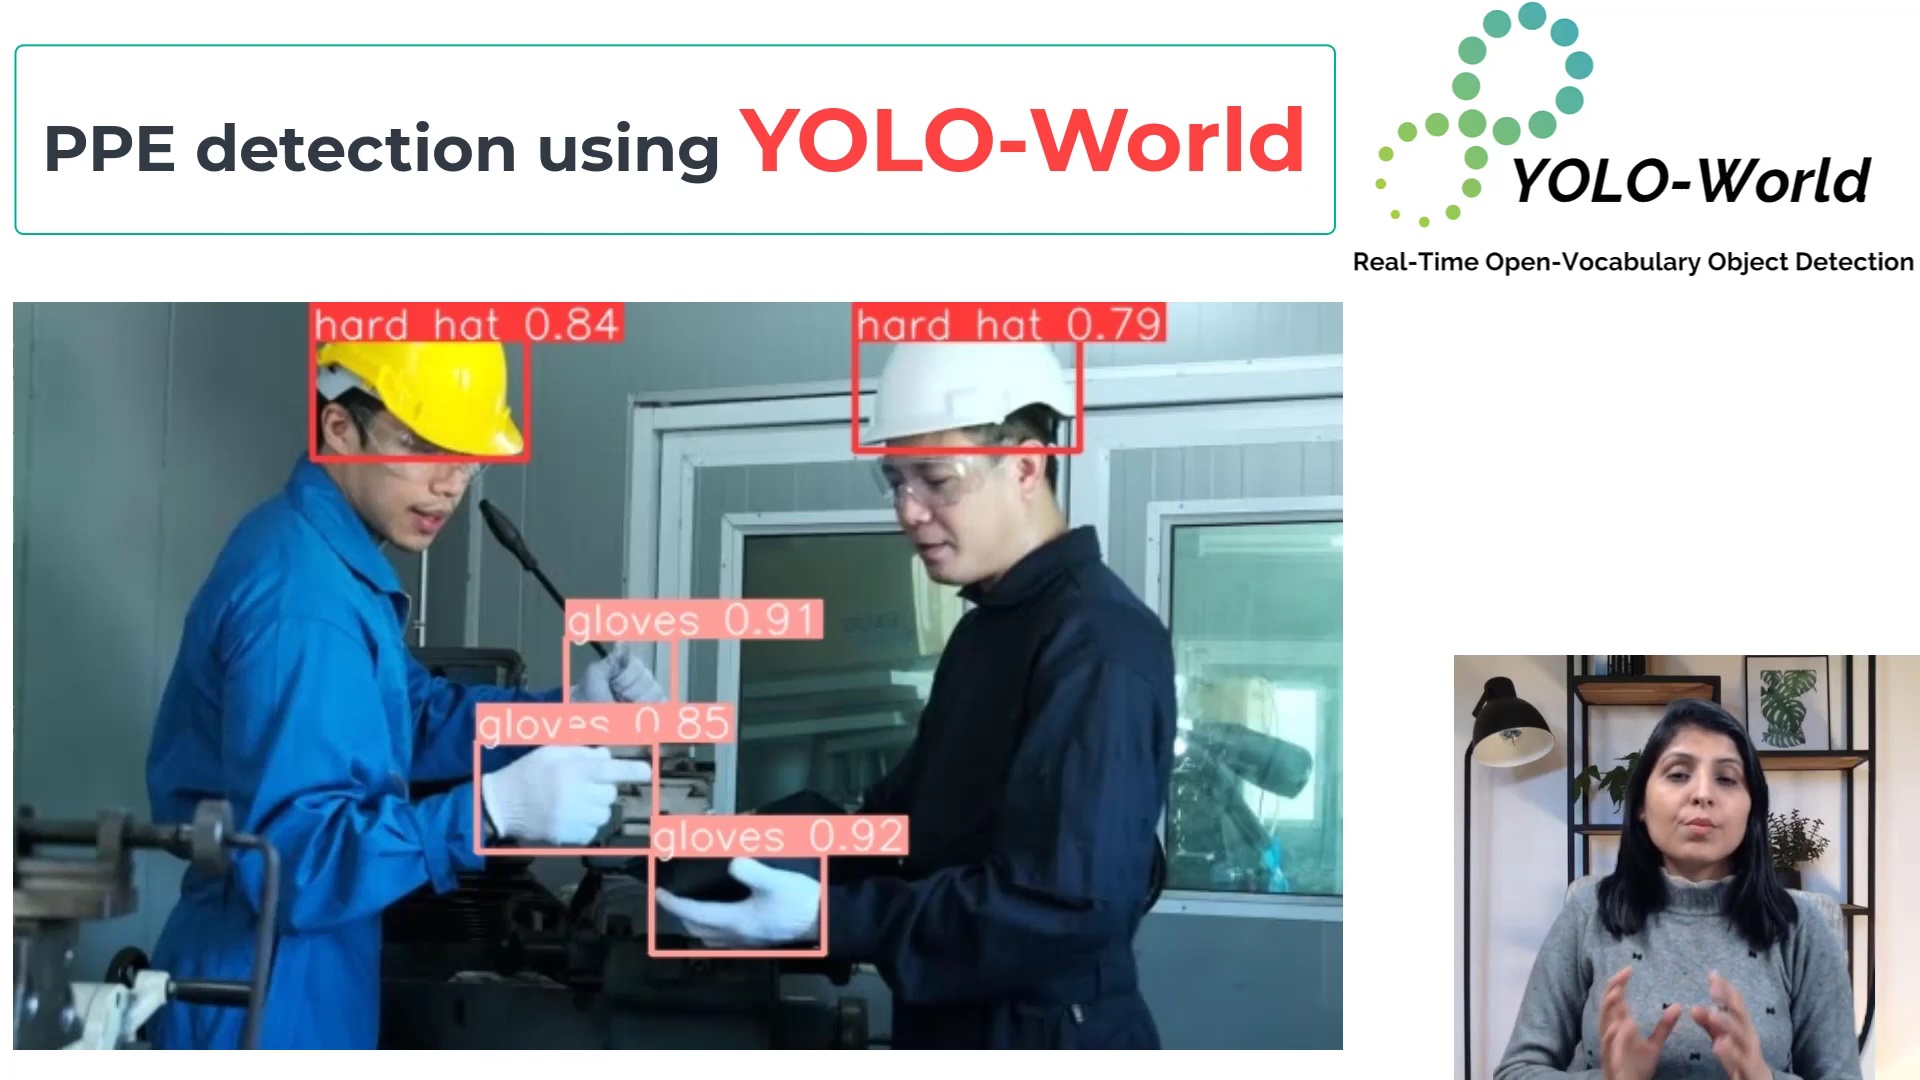 PPE detection using YOLO-World
YOLO-World
Real-Time Open-Vocabulary Object Detection
hard hat 0.84
hard hat 0.79
gloves 0.91
gloves 0.85
gloves 0.92